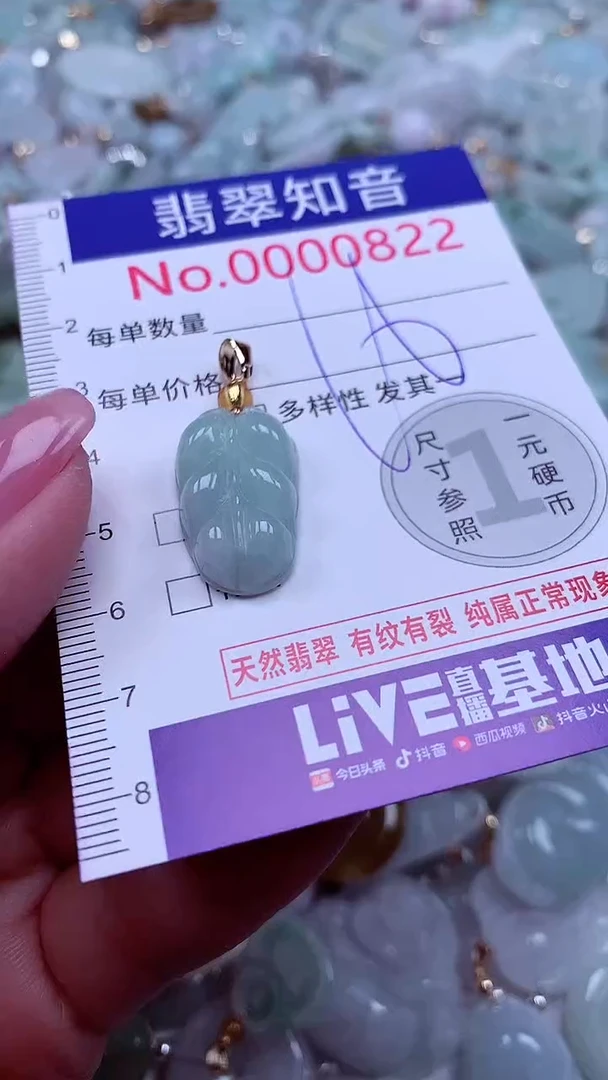 翡翠知音
No.0000822
每单数量
每单价格
多样性 发其
尺寸参照
1
一元硬币
天然翡翠 有纹有裂 纯属正常现象
LiVE直播基地
今日头条 抖音 西瓜视频 抖音火山
0
1
2
3
4
5
6
7
8